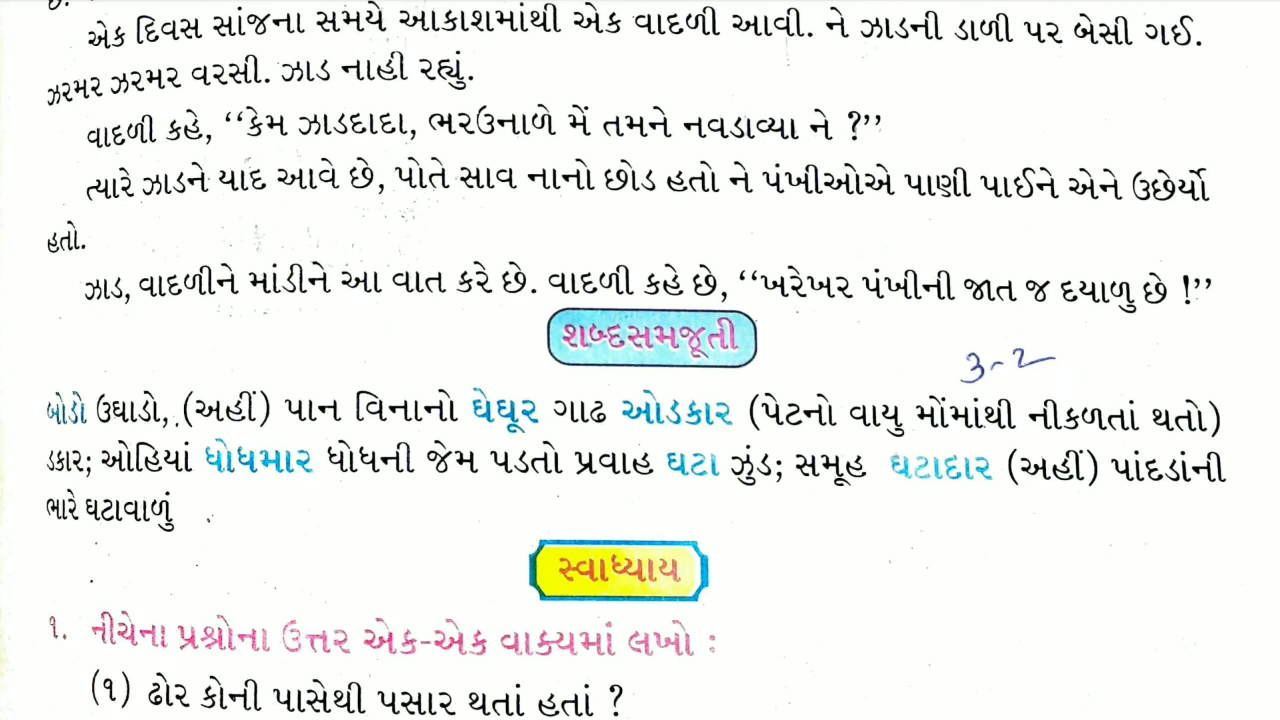 એક દિવસ સાંજના સમયે આકાશમાંથી એક વાદળી આવી. ને ઝાડની ડાળી પર બેસી ગઈ.
ઝરમર ઝરમર વરસી. ઝાડ નાહી રહ્યું.
વાદળી કહે, ‘‘કેમ ઝાડદાદા, ભરઉનાળે મેં તમને નવડાવ્યા ને ?’’
ત્યારે ઝાડને યાદ આવે છે, પોતે સાવ નાનો છોડ હતો ને પંખીઓએ પાણી પાઈને એને ઉછેર્યો
હતો.
ઝાડ, વાદળીને માંડીને આ વાત કરે છે. વાદળી કહે છે, ‘‘ખરેખર પંખીની જાત જ દયાળુ છે !’’
શબ્દસમજૂતી
૩-૨
બોડો ઉઘાડો, (અહીં) પાન વિનાનો ઘેઘૂર ગાઢ ઓડકાર (પેટનો વાયુ મોંમાંથી નીકળતાં થતો)
ડકાર; ઓહિયાં ધોધમાર ધોધની જેમ પડતો પ્રવાહ ઘટા ઝુંડ; સમૂહ ઘટાદાર (અહીં) પાંદડાંની
ભારે ઘટાવાળું
સ્વાધ્યાય
૧. નીચેના પ્રશ્નોના ઉત્તર એક-એક વાક્યમાં લખો :
(૧) ઢોર કોની પાસેથી પસાર થતાં હતાં ?